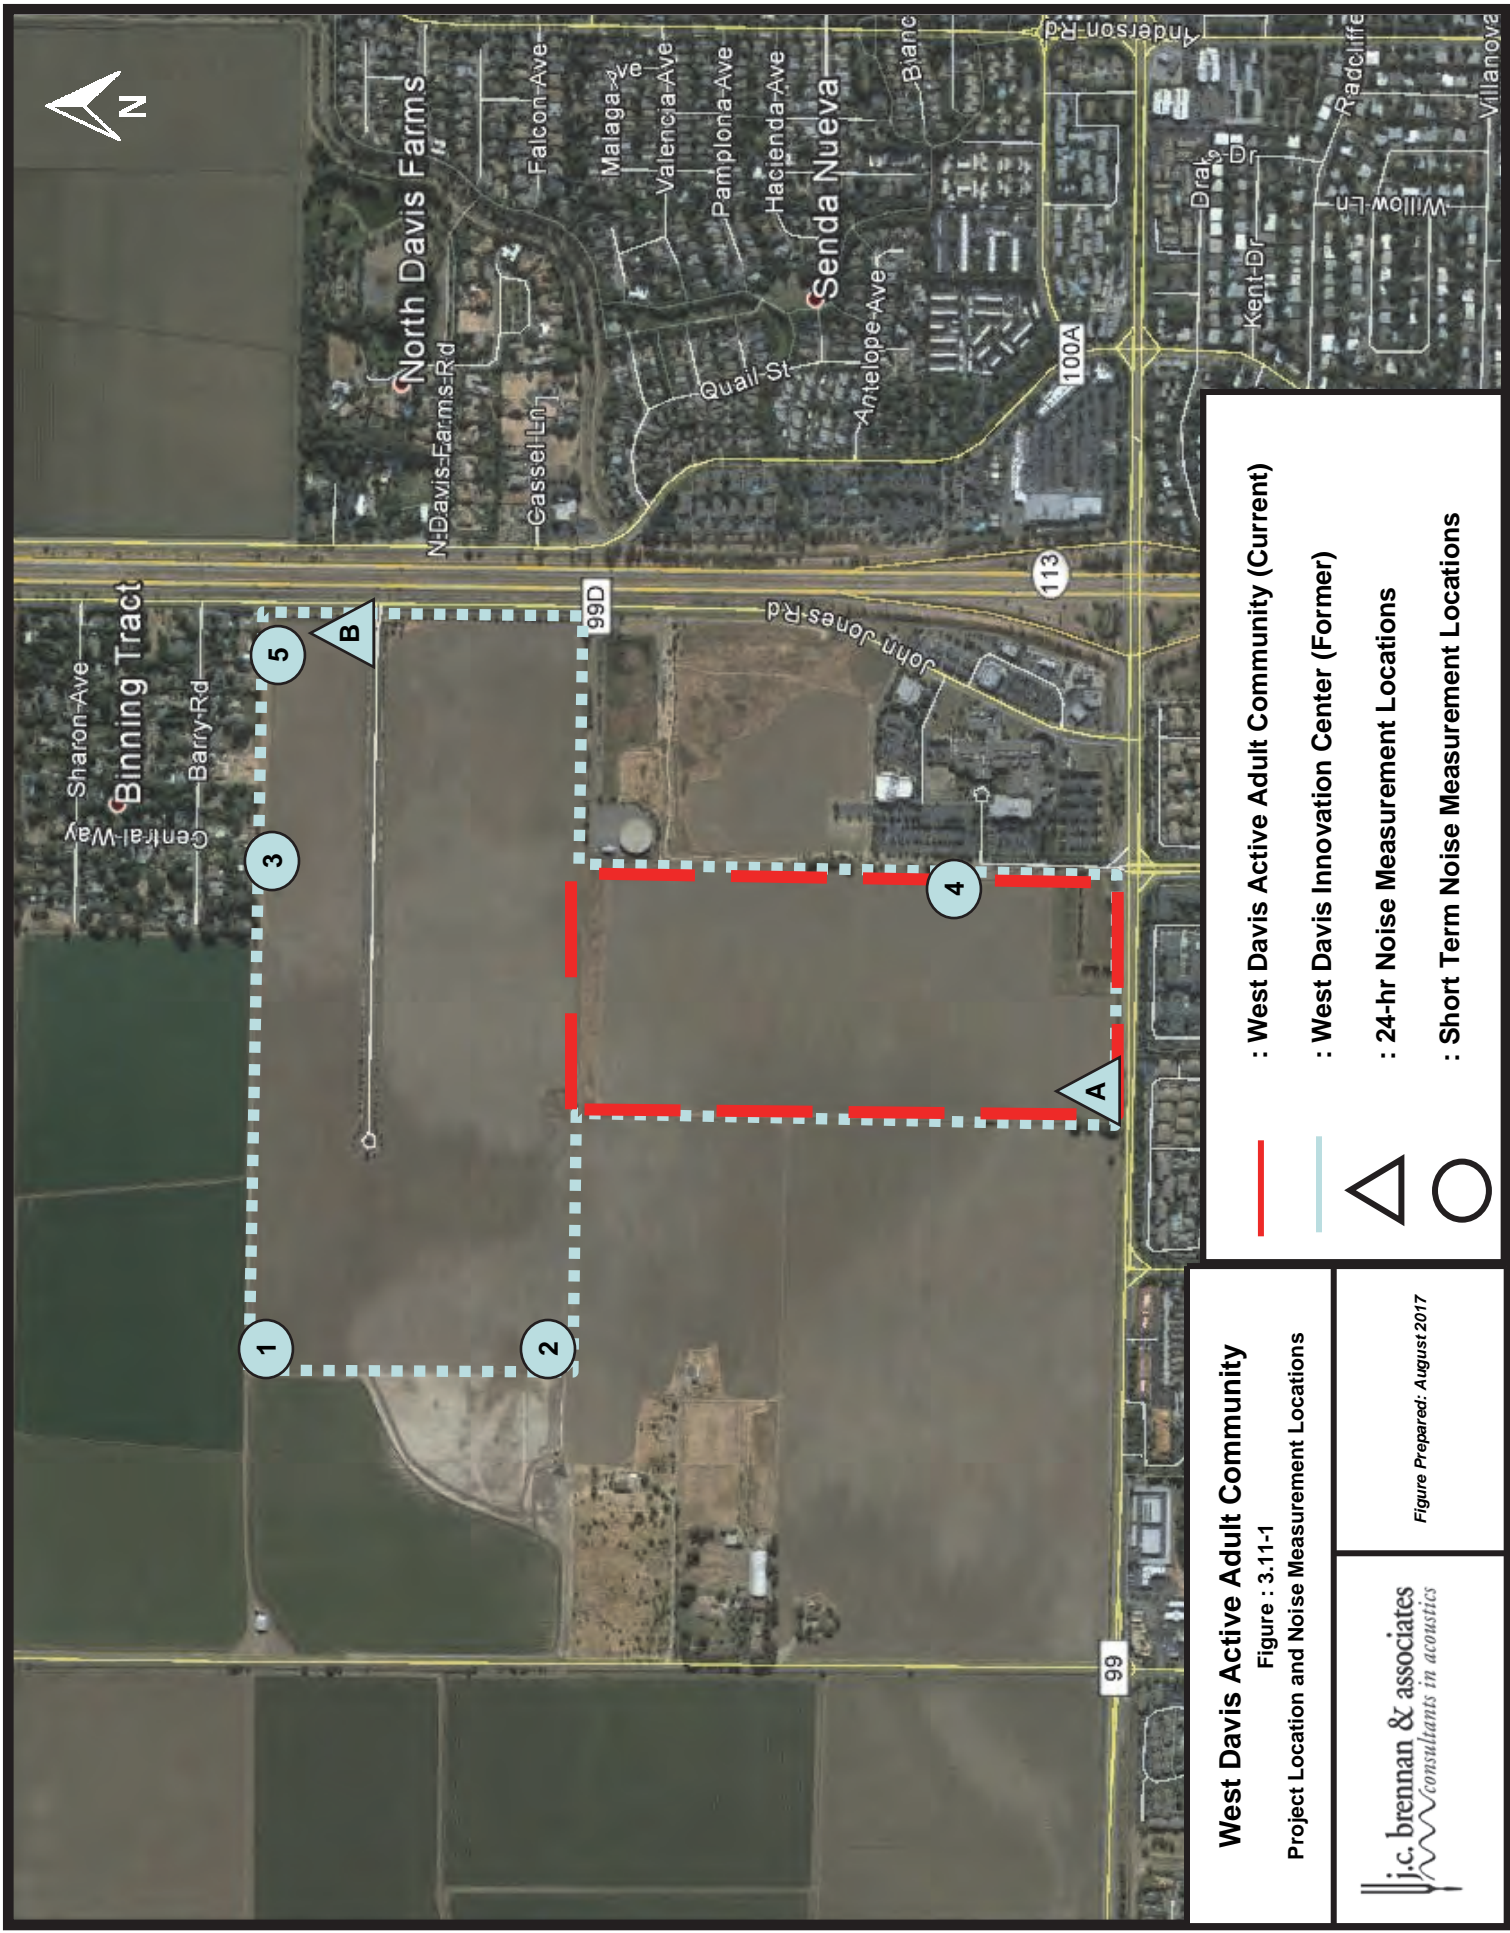 N
Binning Tract
Sharon Ave
Central Way
Barry Rd
North Davis Farms
N Davis Farms Rd
Cassel Ln
Falcon Ave
Malaga Ave
Valencia Ave
Pamplona Ave
Hacienda Ave
Senda Nueva
Bianc
Quail St
Antelope Ave
Anderson Rd
100A
99D
113
John Jones Rd
99
Drake Dr
Kent Dr
Radcliffe
Willow Ln
Villanova
1
2
3
4
5
A
B
: West Davis Active Adult Community (Current)
: West Davis Innovation Center (Former)
: 24-hr Noise Measurement Locations
: Short Term Noise Measurement Locations
West Davis Active Adult Community
Figure : 3.11-1
Project Location and Noise Measurement Locations
j.c. brennan & associates
consultants in acoustics
Figure Prepared: August 2017